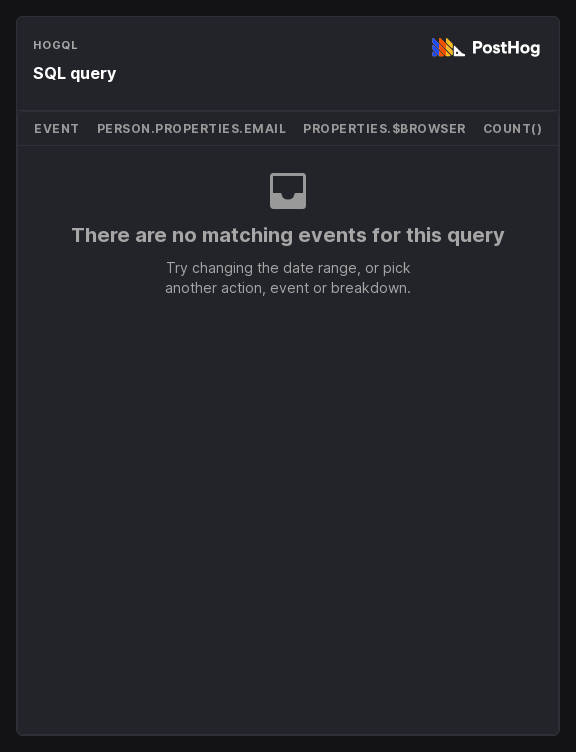 HOGQL
PostHog
SQL query
EVENT PERSON.PROPERTIES.EMAIL PROPERTIES.$BROWSER COUNT()
There are no matching events for this query
Try changing the date range, or pick
another action, event or breakdown.